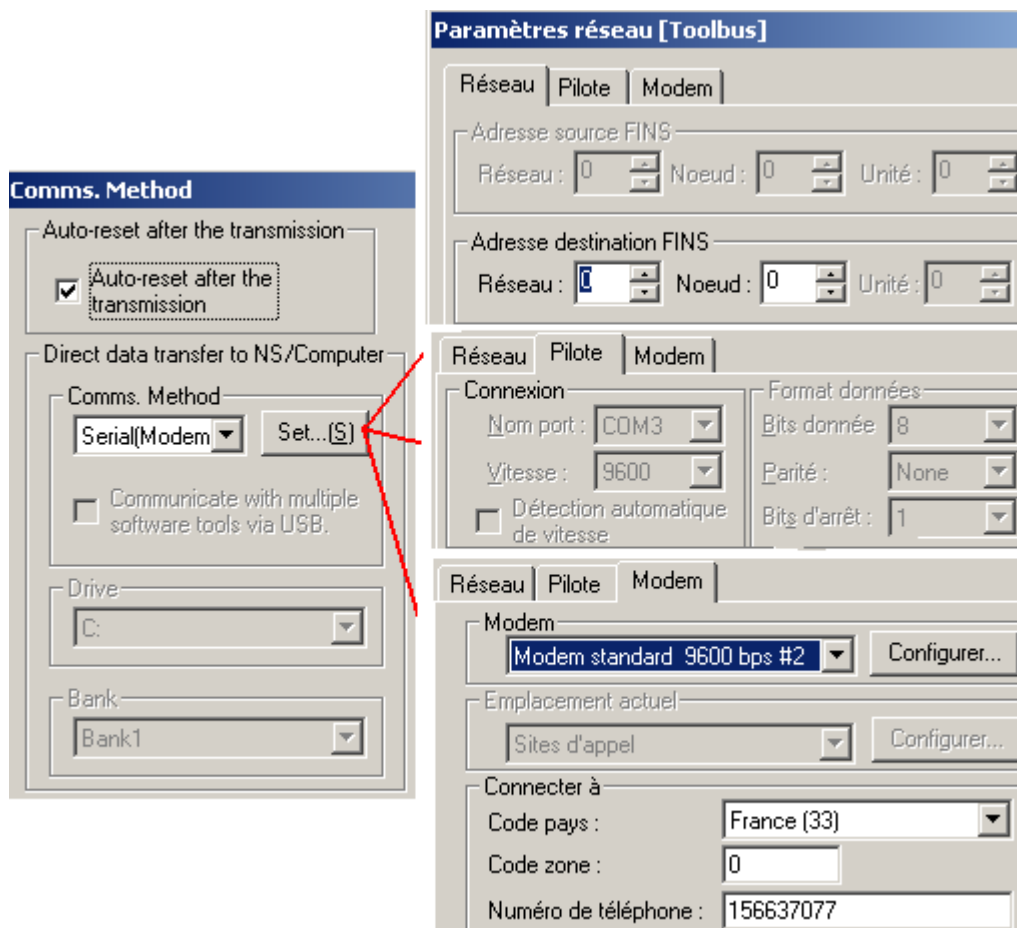 Comms. Method
Auto-reset after the transmission
Auto-reset after the
transmission
Direct data transfer to NS/Computer
Comms. Method
Serial(Modem
Set...(S)
Communicate with multiple
software tools via USB.
Drive
C:
Bank
Bank1
Paramètres réseau [Toolbus]
Réseau Pilote Modem
Adresse source FINS
Réseau : 0 Noeud : 0 Unité : 0
Adresse destination FINS
Réseau : 0 Noeud : 0 Unité : 0
Réseau Pilote Modem
Connexion
Nom port : COM3
Vitesse : 9600
Détection automatique
de vitesse
Format données
Bits donnée 8
Parité : None
Bits d'arrêt : 1
Réseau Pilote Modem
Modem
Modem standard 9600 bps #2 Configurer...
Emplacement actuel
Sites d'appel Configurer...
Connecter à
Code pays : France (33)
Code zone : 0
Numéro de téléphone : 156637077